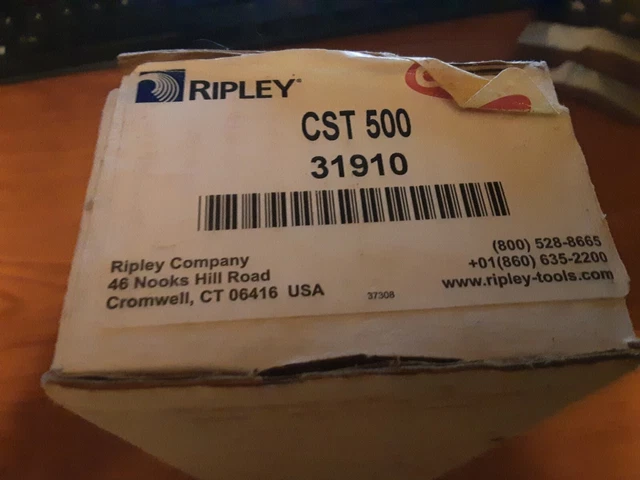 RIPLEY®
CST 500
31910
Ripley Company
46 Nooks Hill Road
Cromwell, CT 06416 USA
37308
(800) 528-8665
+01(860) 635-2200
www.ripley-tools.com